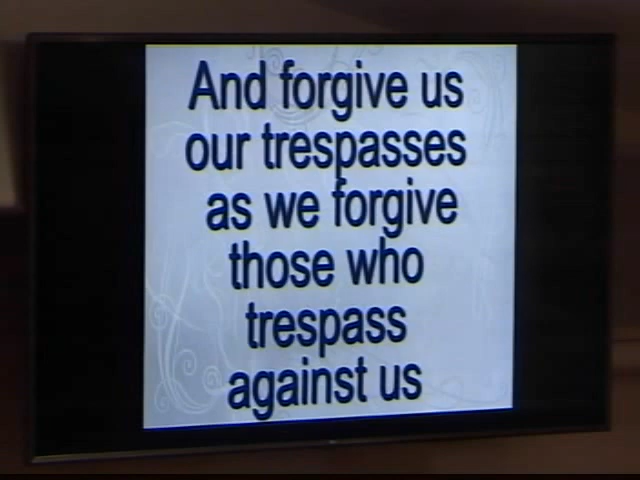 And forgive us
our trespasses
as we forgive
those who
trespass
against us